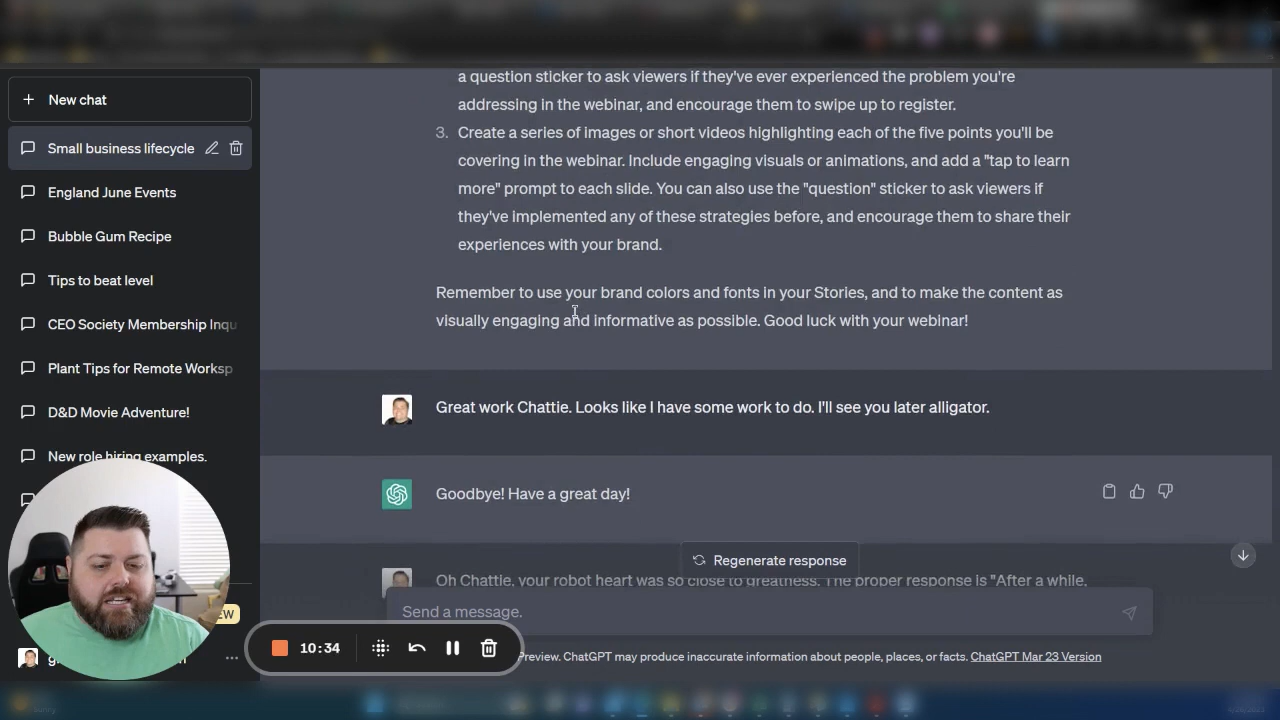 New chat
Small business lifecycle
England June Events
Bubble Gum Recipe
Tips to beat level
CEO Society Membership Inqu
Plant Tips for Remote Worksp
D&D Movie Adventure!
New role hiring examples.
a question sticker to ask viewers if they've ever experienced the problem you're
addressing in the webinar, and encourage them to swipe up to register.
3. Create a series of images or short videos highlighting each of the five points you'll be
covering in the webinar. Include engaging visuals or animations, and add a "tap to learn
more" prompt to each slide. You can also use the "question" sticker to ask viewers if
they've implemented any of these strategies before, and encourage them to share their
experiences with your brand.
Remember to use your brand colors and fonts in your Stories, and to make the content as
visually engaging and informative as possible. Good luck with your webinar!
Great work Chattie. Looks like I have some work to do. I'll see you later alligator.
Goodbye! Have a great day!
Regenerate response
Oh Chattie, your robot heart was so close to greatness. The proper response is "After a while,
Send a message.
10:34
Preview. ChatGPT may produce inaccurate information about people, places, or facts. ChatGPT Mar 23 Version